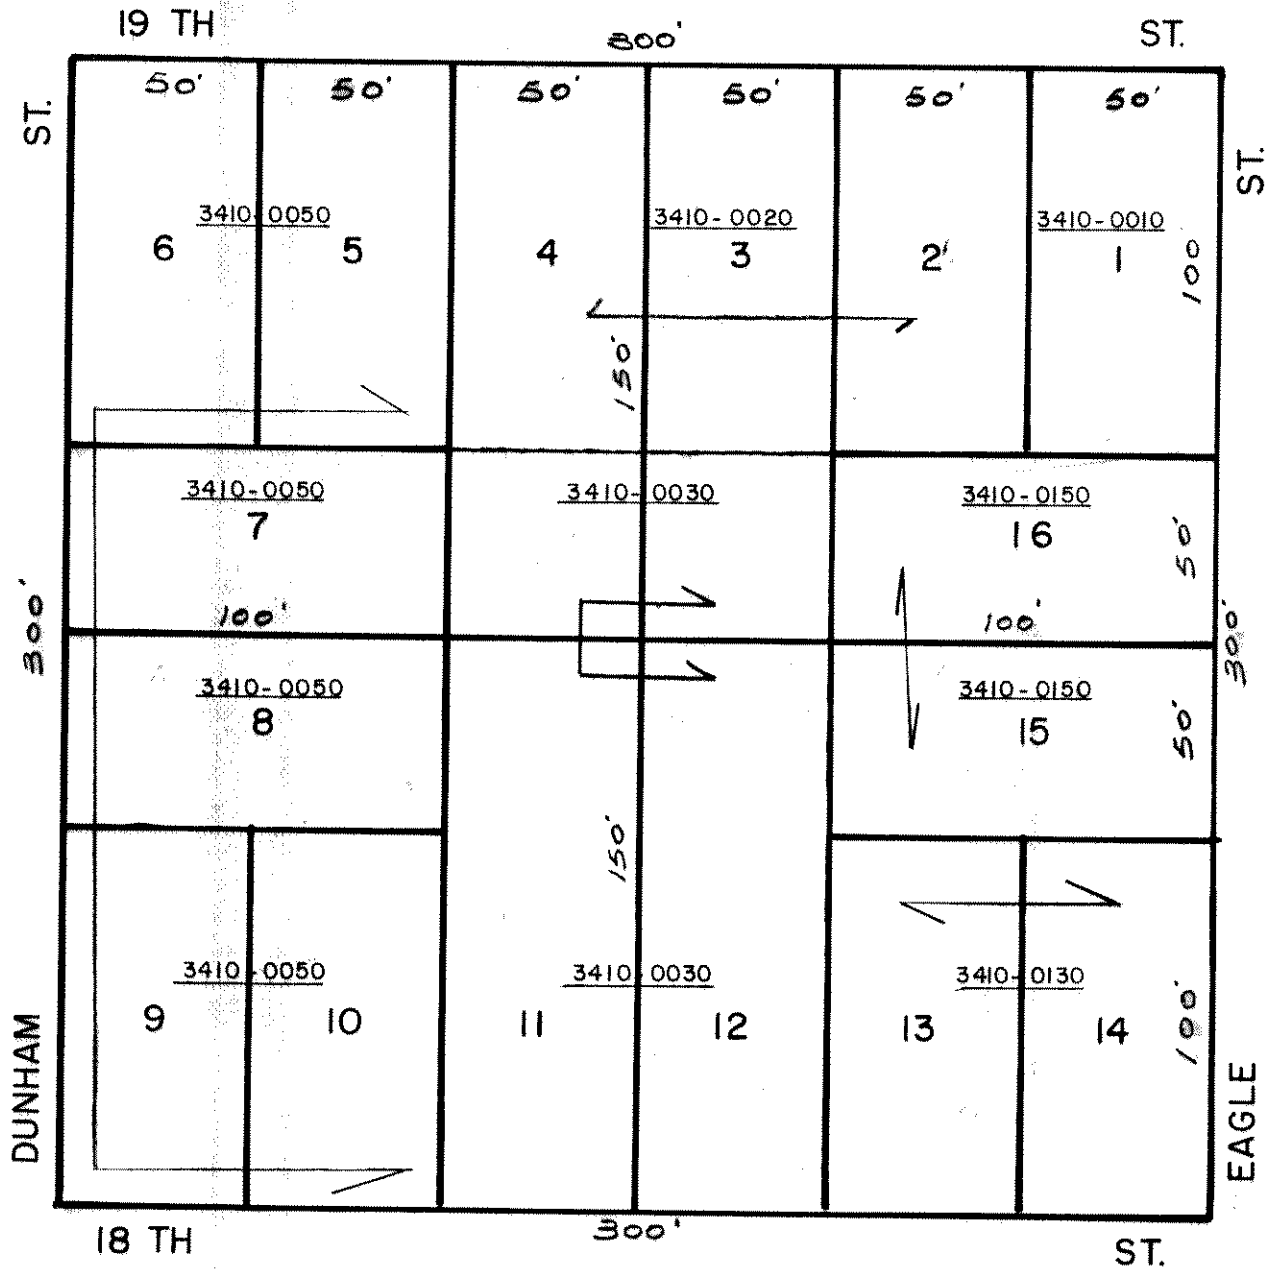 19 TH 300' ST.
ST. 50' 50' 50' 50' 50' 50' ST.
3410-0050 3410-0020 3410-0010
6 5 4 3 2 1
100
150'
3410-0050 3410-0030 3410-0150
7 16
50'
300' 100' 100' 300'
3410-0050 3410-0150
8 15
50'
150'
3410-0050 3410-0030 3410-0130
9 10 11 12 13 14
100'
DUNHAM EAGLE
18 TH 300' ST.